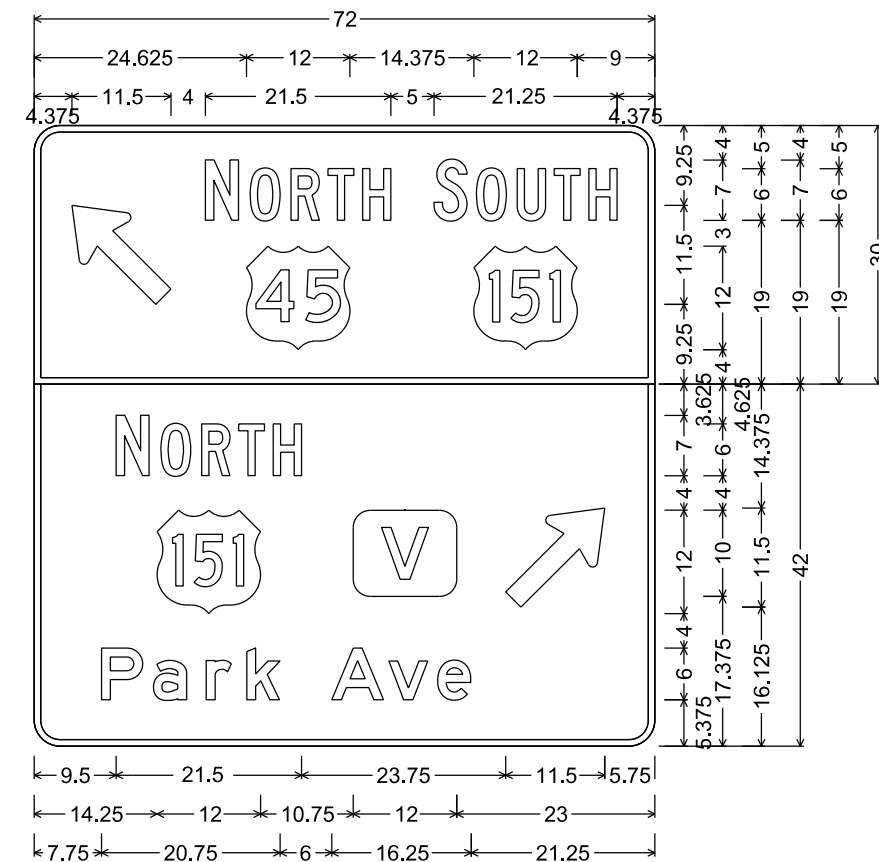 72
24.625 12 14.375 12 9
11.5 4 21.5 5 21.25
4.375 4.375
NORTH SOUTH
45 151
NORTH
151 V
Park Ave
9.25 11.5 9.25
4 7 3 12 4
5 6 19
4 7 19
5 6 19
30
7 4 12 4 6 5.375
3.625 6 4 10 17.375
4.625
14.375 11.5 16.125
42
9.5 21.5 23.75 11.5 5.75
14.25 12 10.75 12 23
7.75 20.75 6 16.25 21.25